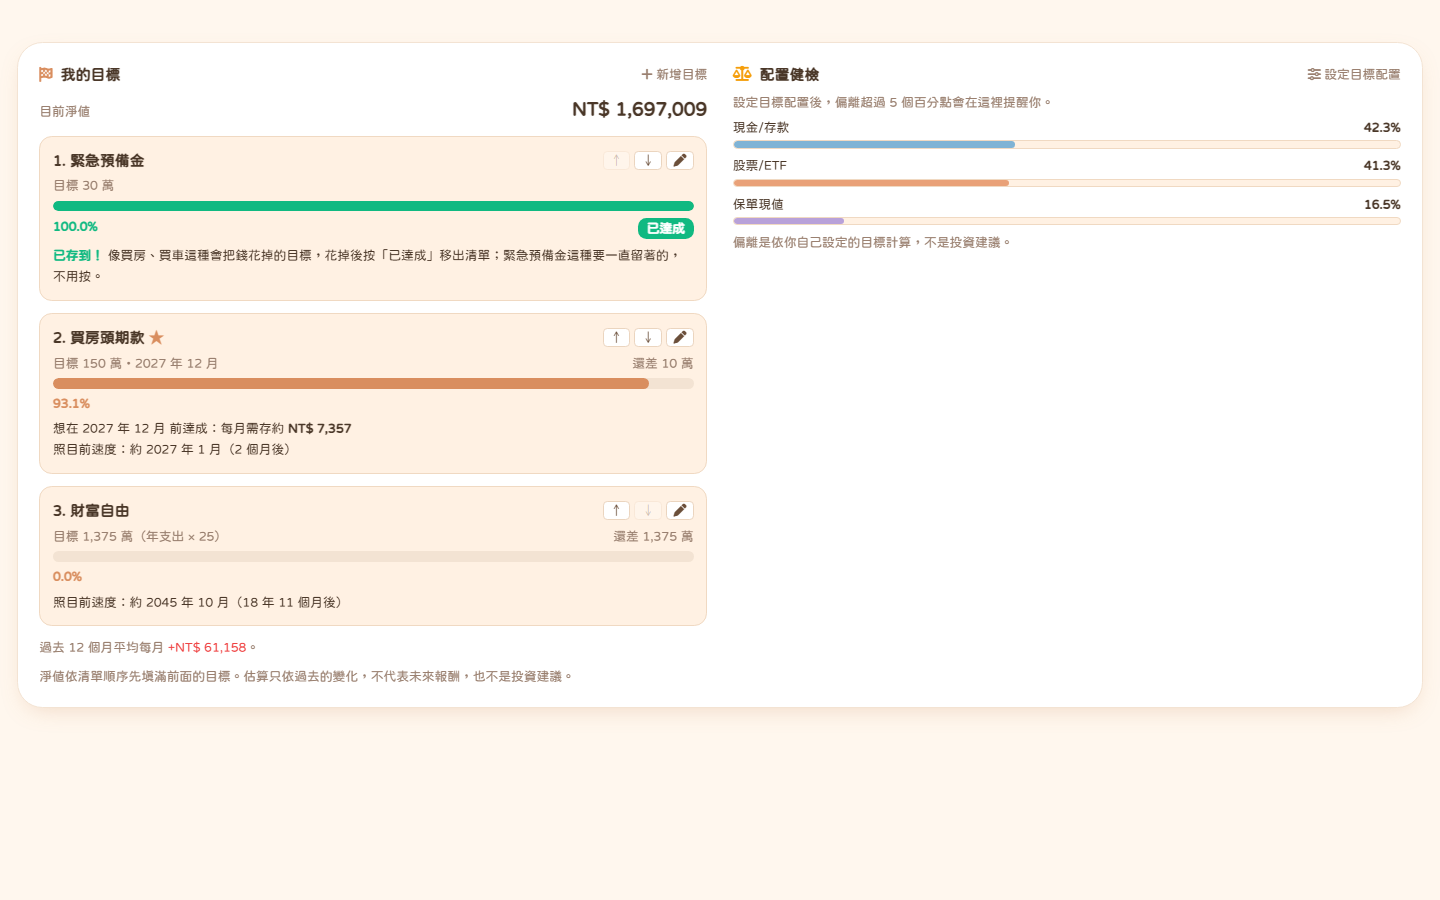 我的目標
新增目標
目前淨值
NT$ 1,697,009
1. 緊急預備金
↑ ↓
目標 30 萬
100.0%
已達成
已存到！ 像買房、買車這種會把錢花掉的目標，花掉後按「已達成」移出清單；緊急預備金這種要一直留著的，
不用按。
2. 買房頭期款 ★
↑ ↓
目標 150 萬・2027 年 12 月
還差 10 萬
93.1%
想在 2027 年 12 月 前達成：每月需存約 NT$ 7,357
照目前速度：約 2027 年 1 月（2 個月後）
3. 財富自由
↑ ↓
目標 1,375 萬（年支出 × 25）
還差 1,375 萬
0.0%
照目前速度：約 2045 年 10 月（18 年 11 個月後）
過去 12 個月平均每月 +NT$ 61,158。
淨值依清單順序先填滿前面的目標。估算只依過去的變化，不代表未來報酬，也不是投資建議。
配置健檢
設定目標配置
設定目標配置後，偏離超過 5 個百分點會在這裡提醒你。
現金/存款
42.3%
股票/ETF
41.3%
保單現值
16.5%
偏離是依你自己設定的目標計算，不是投資建議。